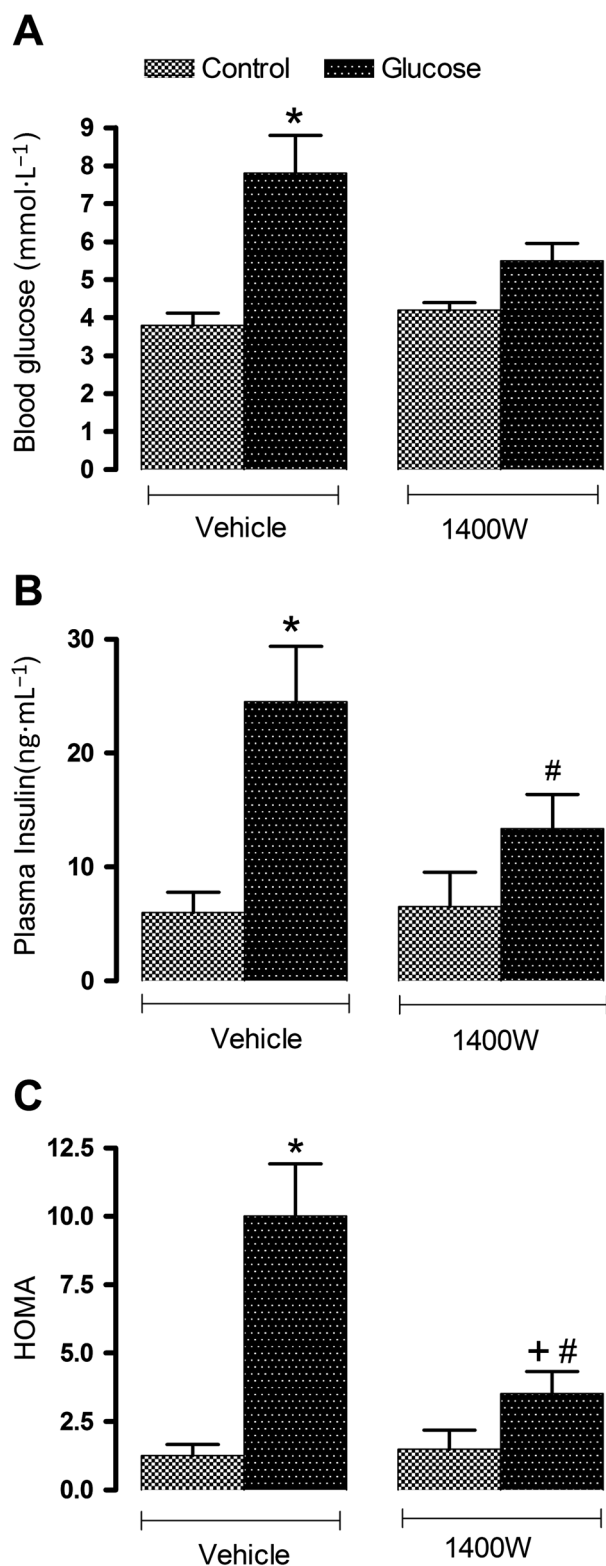 A
Control Glucose
*
9
8
7
6
5
4
3
2
1
0
Blood glucose (mmol·L⁻¹)
Vehicle 1400W
B
*
#
30
20
10
0
Plasma Insulin(ng·mL⁻¹)
Vehicle 1400W
C
*
+ #
12.5
10.0
7.5
5.0
2.5
0.0
HOMA
Vehicle 1400W